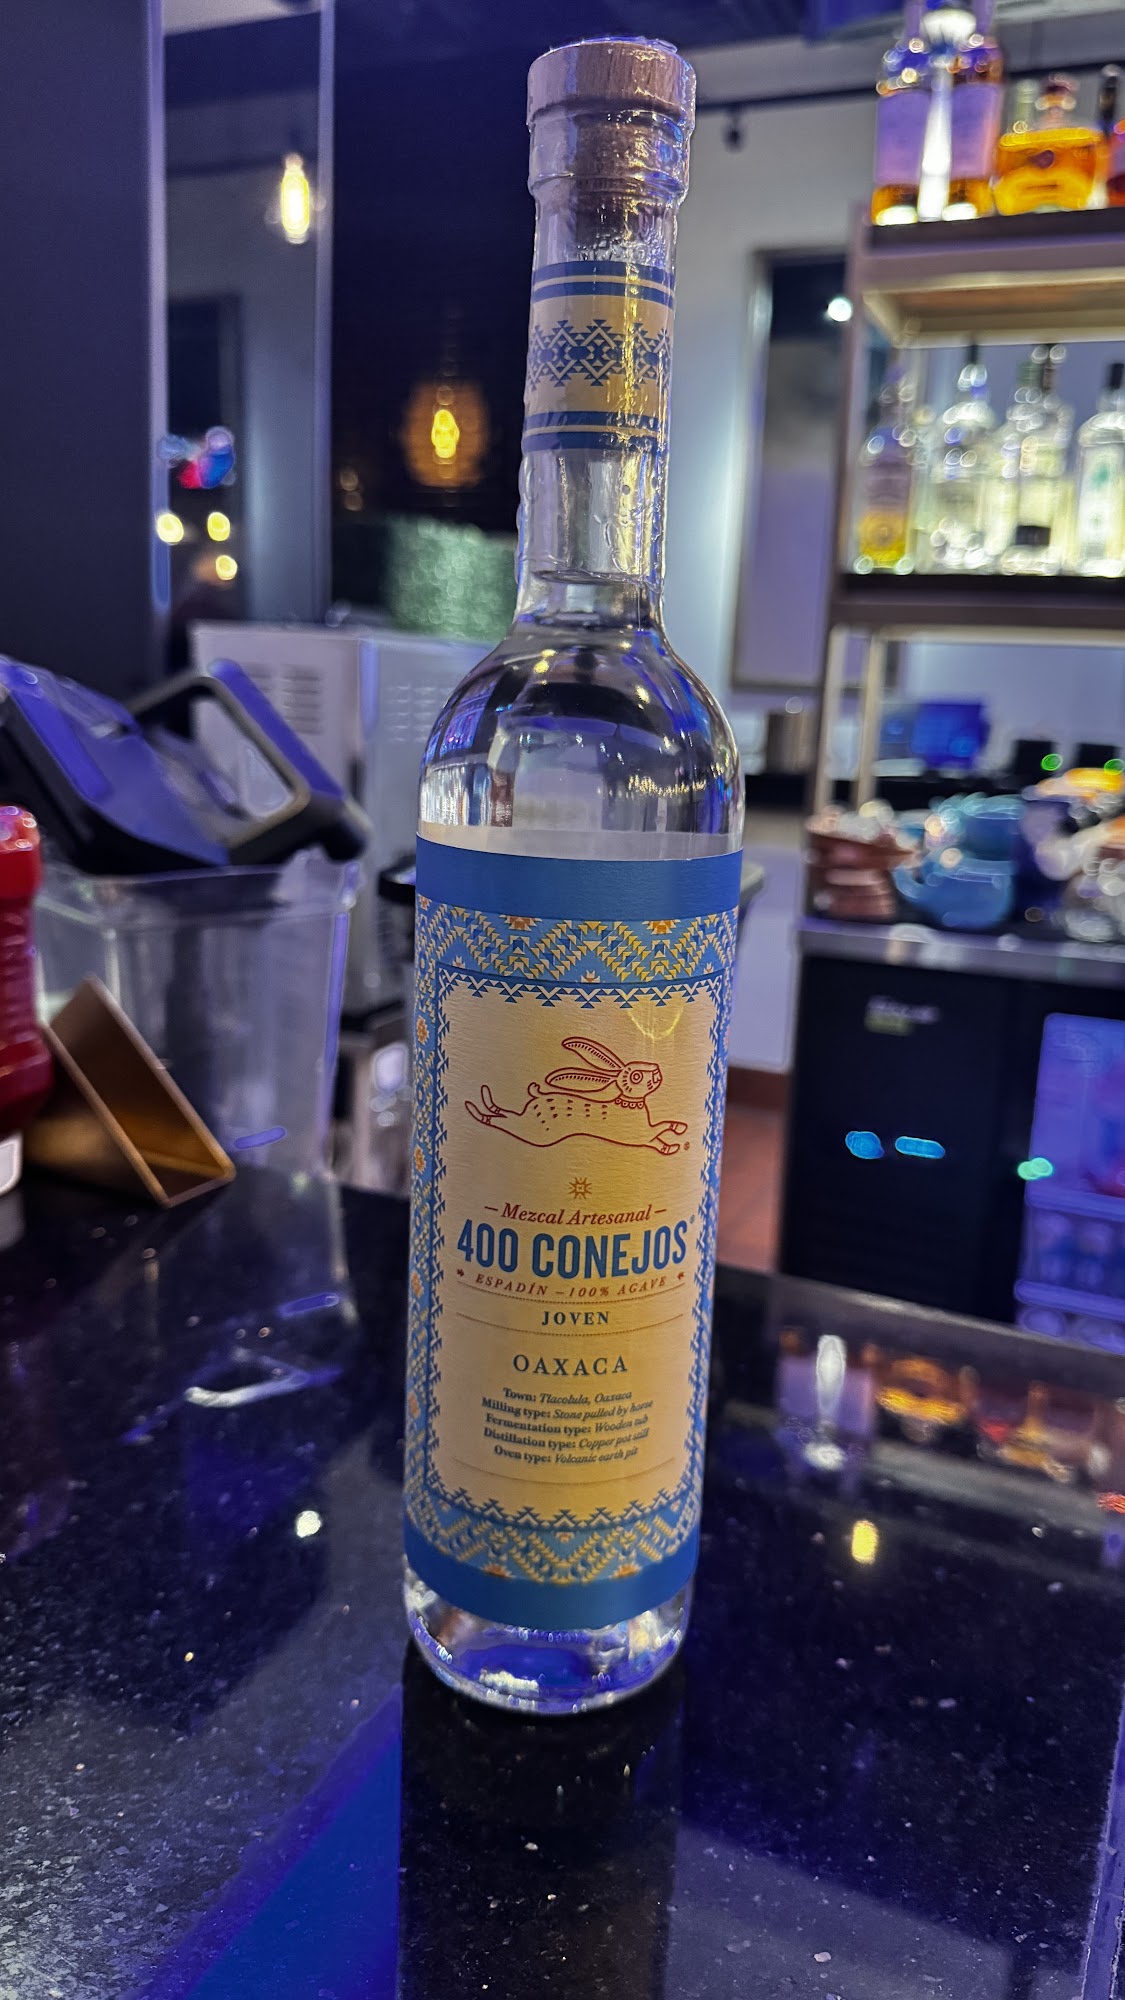 — Mezcal Artesanal —
400 CONEJOS®
ESPADÍN – 100% AGAVE
JOVEN
OAXACA
Town: Tlacolula, Oaxaca
Milling type: Stone pulled by horse
Fermentation type: Wooden tub
Distillation type: Copper pot still
Oven type: Volcanic earth pit